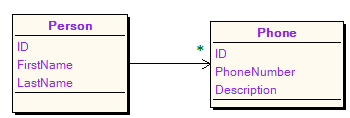 Person
ID
FirstName
LastName
*
Phone
ID
PhoneNumber
Description